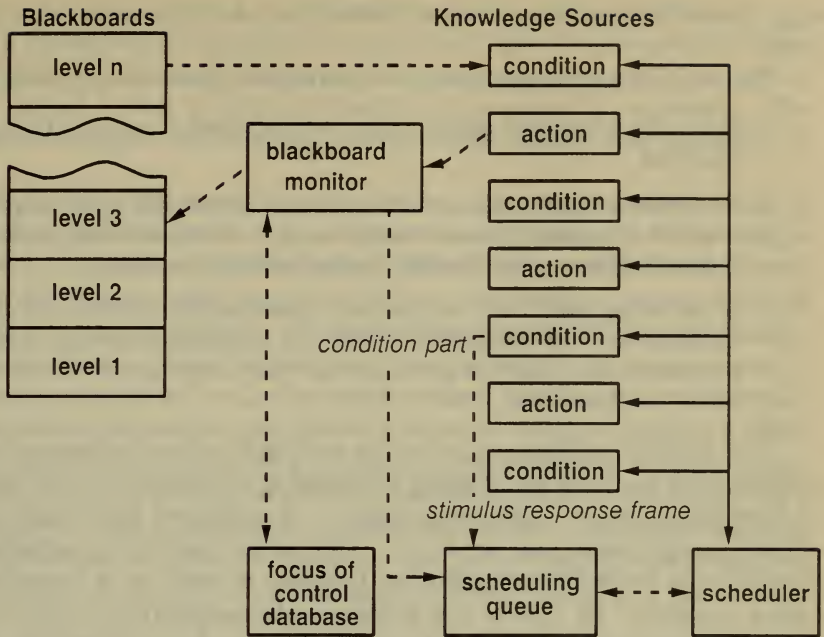 Blackboards
Knowledge Sources
level n
condition
action
blackboard
monitor
condition
level 3
action
level 2
condition part
condition
level 1
action
condition
stimulus response frame
focus of
control
database
scheduling
queue
scheduler